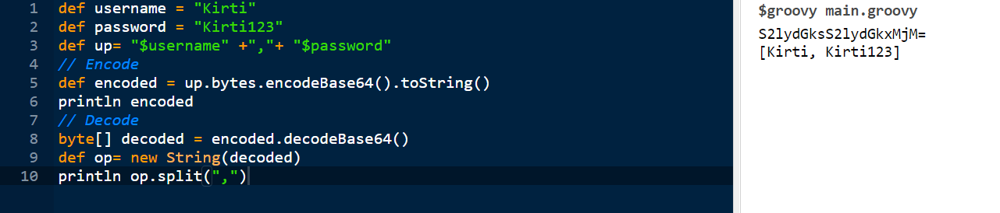 1 def username = "Kirti"
2 def password = "Kirti123"
3 def up= "$username" +","+ "$password"
4 // Encode
5 def encoded = up.bytes.encodeBase64().toString()
6 println encoded
7 // Decode
8 byte[] decoded = encoded.decodeBase64()
9 def op= new String(decoded)
10 println op.split(",")
$groovy main.groovy
S2lydGksS2lydGkxMjM=
[Kirti, Kirti123]